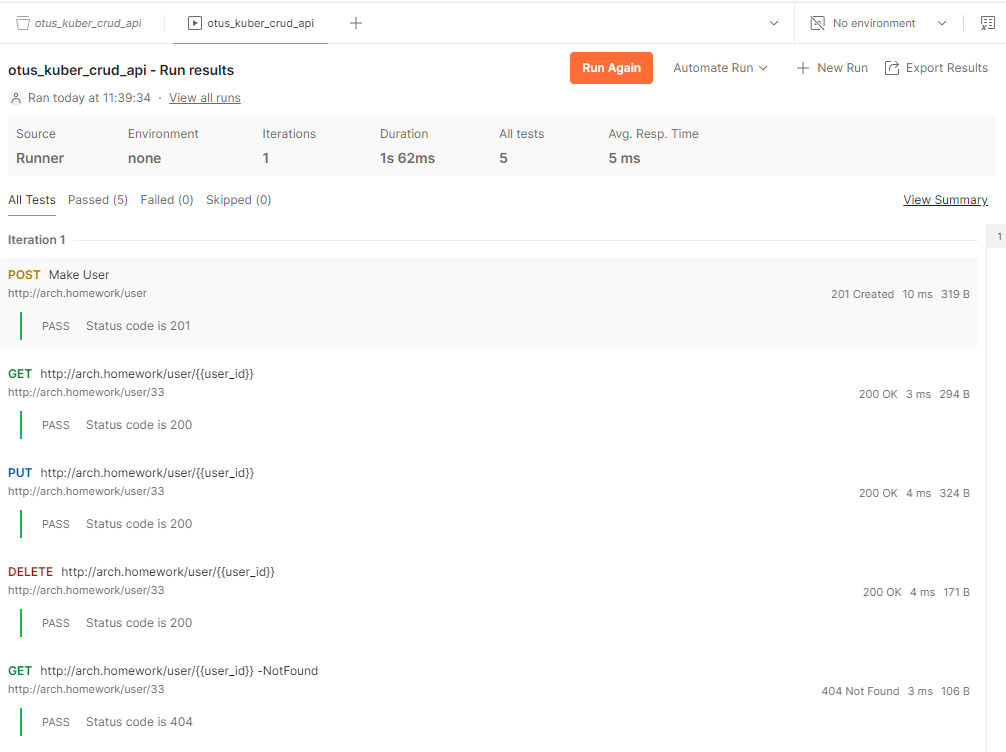 otus_kuber_crud_api
otus_kuber_crud_api
No environment
otus_kuber_crud_api - Run results
Run Again
Automate Run
New Run
Export Results
Ran today at 11:39:34 · View all runs
Source Environment Iterations Duration All tests Avg. Resp. Time
Runner none 1 1s 62ms 5 5 ms
All Tests Passed (5) Failed (0) Skipped (0) View Summary
Iteration 1
1
POST Make User
http://arch.homework/user
201 Created 10 ms 319 B
PASS Status code is 201
GET http://arch.homework/user/{{user_id}}
http://arch.homework/user/33
200 OK 3 ms 294 B
PASS Status code is 200
PUT http://arch.homework/user/{{user_id}}
http://arch.homework/user/33
200 OK 4 ms 324 B
PASS Status code is 200
DELETE http://arch.homework/user/{{user_id}}
http://arch.homework/user/33
200 OK 4 ms 171 B
PASS Status code is 200
GET http://arch.homework/user/{{user_id}} -NotFound
http://arch.homework/user/33
404 Not Found 3 ms 106 B
PASS Status code is 404